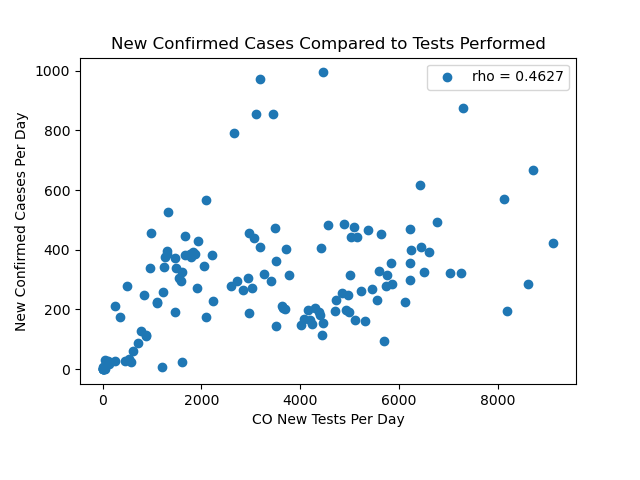 New Confirmed Cases Compared to Tests Performed
rho = 0.4627
New Confirmed Caeses Per Day
1000
800
600
400
200
0
0 2000 4000 6000 8000
CO New Tests Per Day